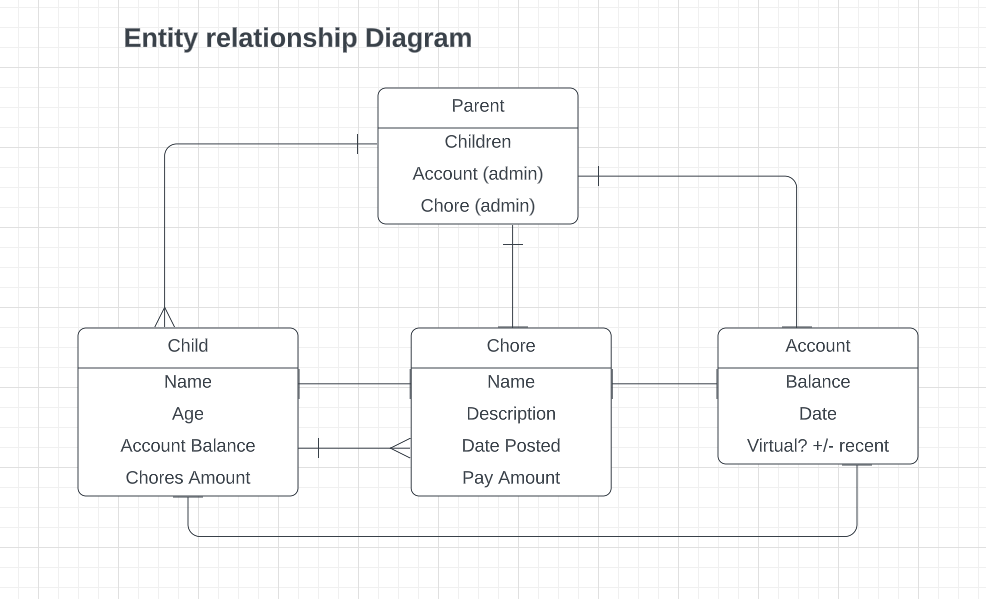 Entity relationship Diagram
Parent
Children
Account (admin)
Chore (admin)
Child
Name
Age
Account Balance
Chores Amount
Chore
Name
Description
Date Posted
Pay Amount
Account
Balance
Date
Virtual? +/- recent